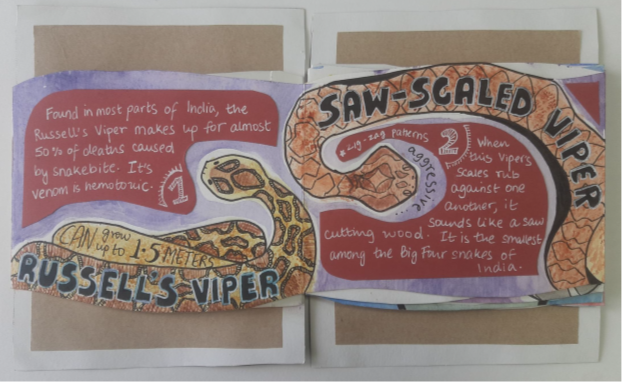 Found in most parts of India, the
Russell's Viper makes up for almost
50% of deaths caused
by snakebite. It's
venom is hemotoxic.
1
CAN grow
up to 1.5 METERS
RUSSELL'S VIPER
SAW-SCALED VIPER
*zig-zag patterns
aggressive...
2
When
this viper's
scales rub
against one
another, it
sounds like a saw
cutting wood. It is the smallest
among the Big Four snakes of
India.